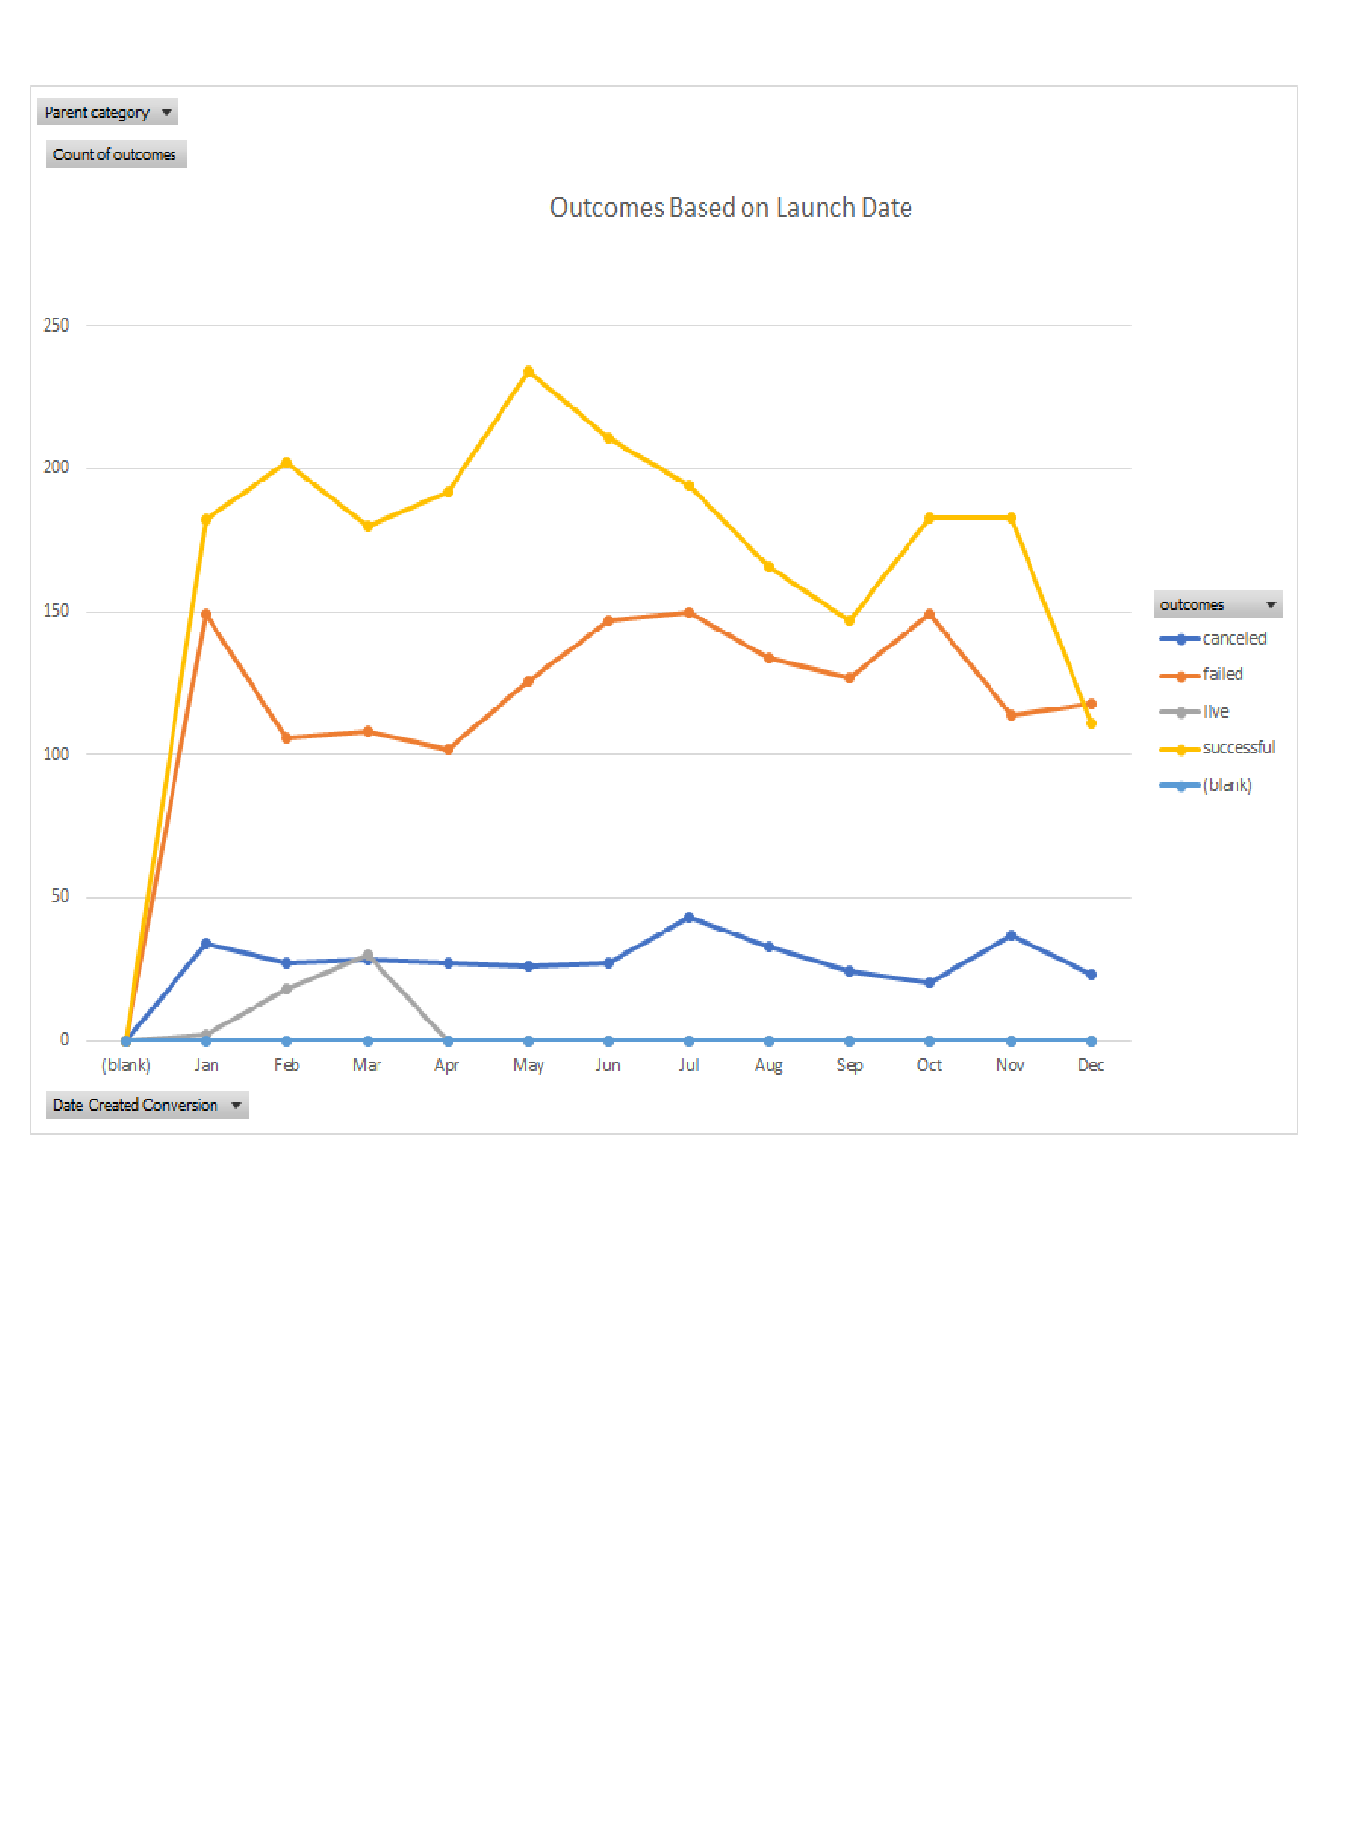 Parent category
Count of outcomes
Outcomes Based on Launch Date
250
200
150
100
50
0
(blank) Jan Feb Mar Apr May Jun Jul Aug Sep Oct Nov Dec
outcomes
canceled
failed
live
successful
(blank)
Date Created Conversion